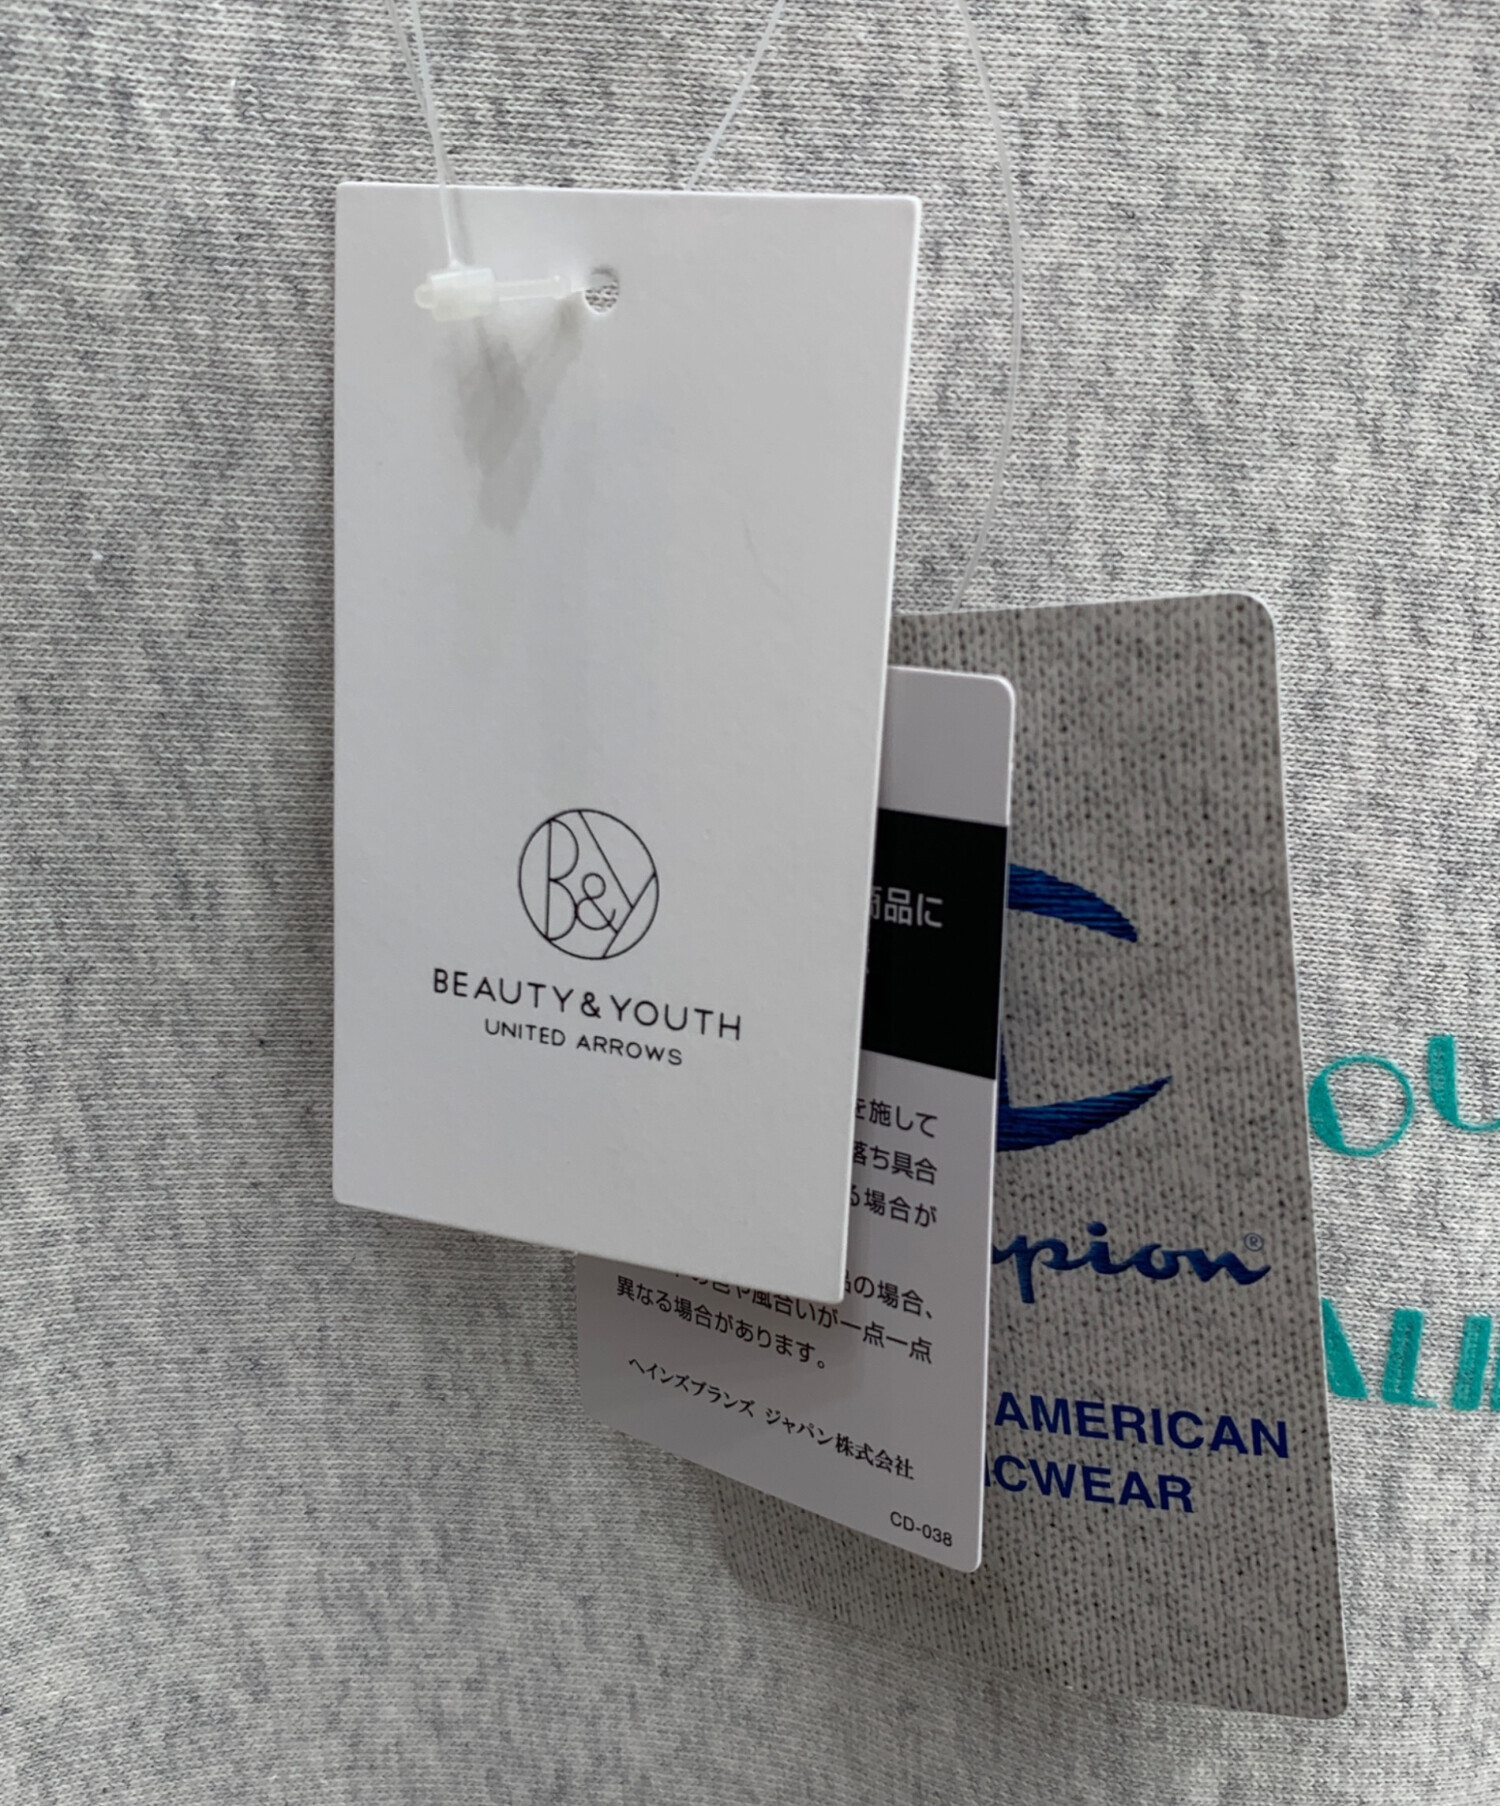 B&Y
BEAUTY&YOUTH
UNITED ARROWS
商品に
を施して
落ち具合
る場合が
の色や風合いが一点一点
品の場合、
異なる場合があります。
ヘインズブランズ ジャパン株式会社
CD-038
pion®
AMERICAN
CWEAR
OU
ALI